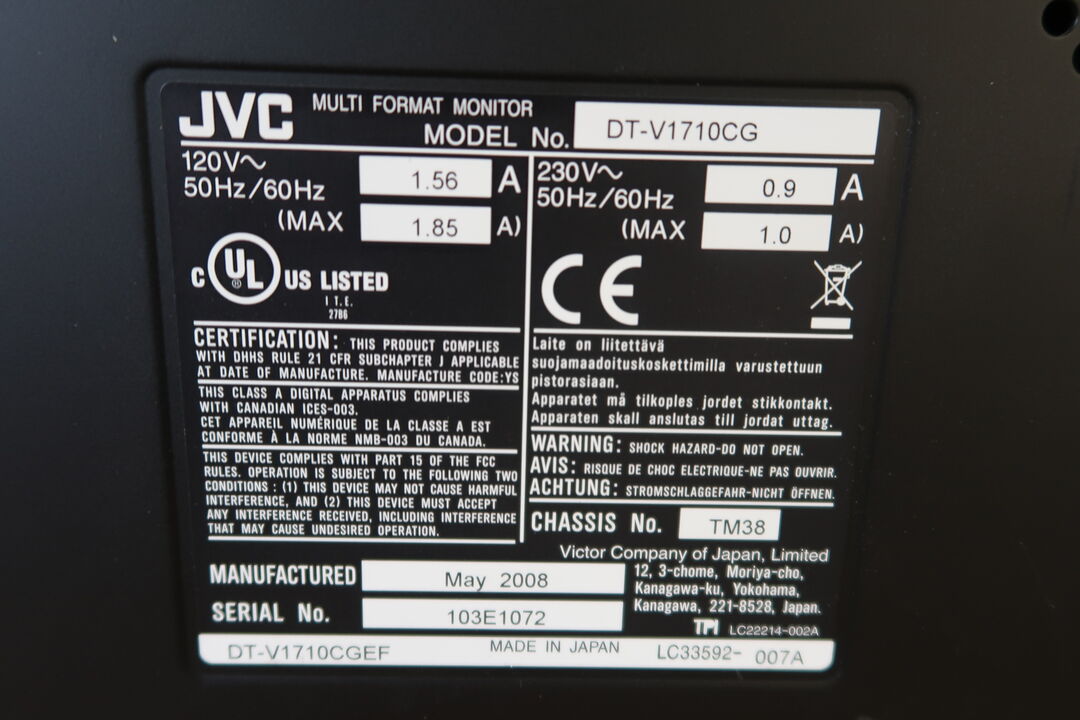 JVC MULTI FORMAT MONITOR
MODEL No. DT-V1710CG
120V~
50Hz/60Hz 1.56 A
(MAX 1.85 A)
230V~
50Hz/60Hz 0.9 A
(MAX 1.0 A)
C UL ® US LISTED
I T.E.
2786
CE
CERTIFICATION: THIS PRODUCT COMPLIES
WITH DHHS RULE 21 CFR SUBCHAPTER J APPLICABLE
AT DATE OF MANUFACTURE. MANUFACTURE CODE:YS
THIS CLASS A DIGITAL APPARATUS COMPLIES
WITH CANADIAN ICES-003.
CET APPAREIL NUMÉRIQUE DE LA CLASSE A EST
CONFORME À LA NORME NMB-003 DU CANADA.
THIS DEVICE COMPLIES WITH PART 15 OF THE FCC
RULES. OPERATION IS SUBJECT TO THE FOLLOWING TWO
CONDITIONS : (1) THIS DEVICE MAY NOT CAUSE HARMFUL
INTERFERENCE, AND (2) THIS DEVICE MUST ACCEPT
ANY INTERFERENCE RECEIVED, INCLUDING INTERFERENCE
THAT MAY CAUSE UNDESIRED OPERATION.
Laite on liitettävä
suojamaadoituskoskettimilla varustettuun
pistorasiaan.
Apparatet må tilkoples jordet stikkontakt.
Apparaten skall anslutas till jordat uttag.
WARNING: SHOCK HAZARD-DO NOT OPEN.
AVIS: RISQUE DE CHOC ELECTRIQUE-NE PAS OUVRIR.
ACHTUNG: STROMSCHLAGGEFAHR-NICHT ÖFFNEN.
CHASSIS No. TM38
Victor Company of Japan, Limited
12, 3-chome, Moriya-cho,
Kanagawa-ku, Yokohama,
Kanagawa, 221-8528, Japan.
TPI LC22214-002A
MANUFACTURED May 2008
SERIAL No. 103E1072
DT-V1710CGEF MADE IN JAPAN LC33592- 007A